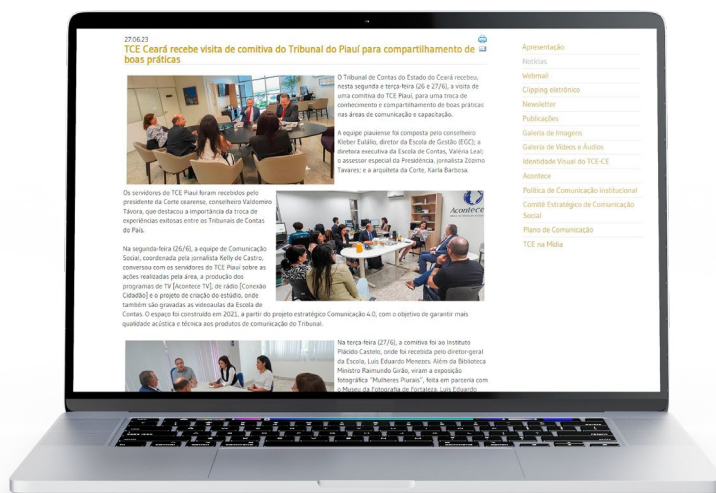 27.06.23
TCE Ceará recebe visita de comitiva do Tribunal do Piauí para compartilhamento de
boas práticas
O Tribunal de Contas do Estado do Ceará recebeu,
nesta segunda e terça-feira (26 e 27/6), a visita de
uma comitiva do TCE Piauí, para uma troca de
conhecimento e compartilhamento de boas práticas
nas áreas de comunicação e capacitação.
A equipe piauiense foi composta pelo conselheiro
Kleber Eulálio, diretor da Escola de Gestão (EGC); a
diretora executiva da Escola de Contas, Valéria Leal;
o assessor especial da Presidência, jornalista Zózimo
Tavares; e a arquiteta da Corte, Karla Barbosa.
Os servidores do TCE Piauí foram recebidos pelo
presidente da Corte cearense, conselheiro Valdomiro
Távora, que destacou a importância da troca de
experiências exitosas entre os Tribunais de Contas
do País.
Acontece
Na segunda-feira (26/6), a equipe de Comunicação
Social, coordenada pela jornalista Kelly de Castro,
conversou com os servidores do TCE Piauí sobre as
ações realizadas pela área, a produção dos
programas de TV [Acontece TV], de rádio [Conexão
Cidadão] e o projeto de criação do estúdio, onde
também são gravadas as videoaulas da Escola de
Contas. O espaço foi construído em 2021, a partir do projeto estratégico Comunicação 4.0, com o objetivo de garantir mais
qualidade acústica e técnica aos produtos de comunicação do Tribunal.
Na terça-feira (27/6), a comitiva foi ao Instituto
Plácido Castelo, onde foi recebida pelo diretor-geral
da Escola, Luis Eduardo Menezes. Além da Biblioteca
Ministro Raimundo Girão, viram a exposição
fotográfica "Mulheres Plurais", feita em parceria com
o Museu da Fotografia de Fortaleza. Luis Eduardo
Apresentação
Notícias
Webmail
Clipping eletrônico
Newsletter
Publicações
Galeria de Imagens
Galeria de Vídeos e Áudios
Identidade Visual do TCE-CE
Acontece
Política de Comunicação Institucional
Comitê Estratégico de Comunicação
Social
Plano de Comunicação
TCE na Mídia